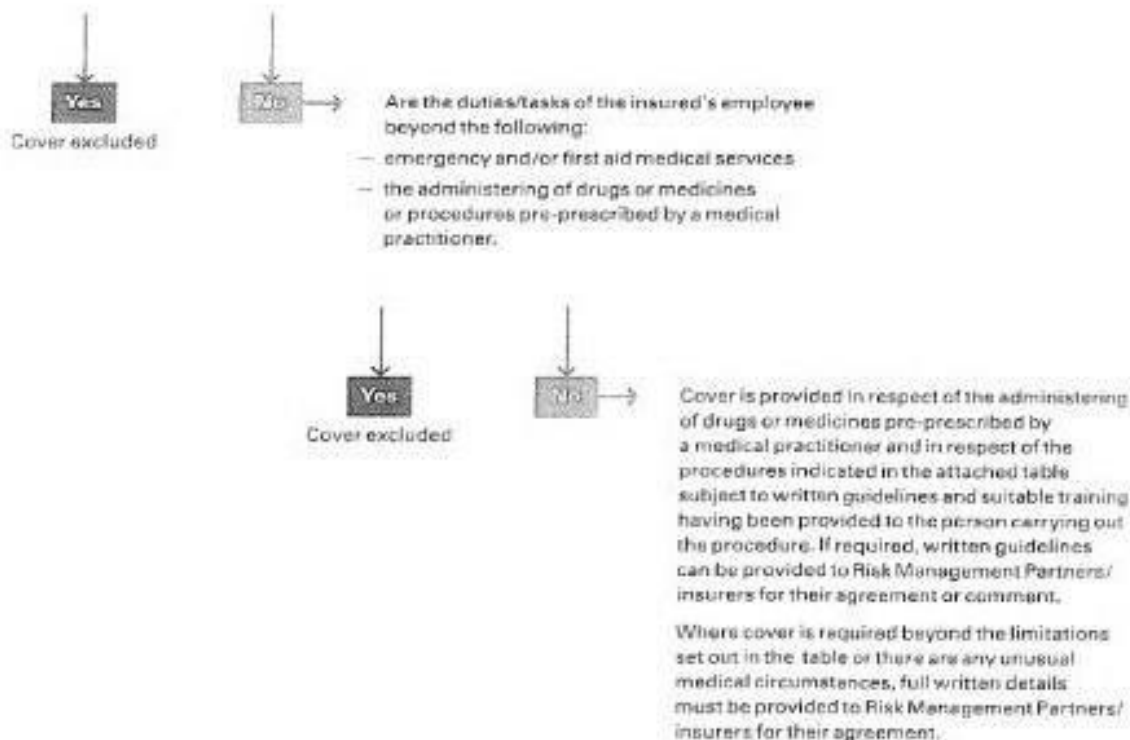 Yes
No
Cover excluded
Are the duties/tasks of the insured's employee
beyond the following:
– emergency and/or first aid medical services
– the administering of drugs or medicines
or procedures pre-prescribed by a medical
practitioner.
Yes
No
Cover excluded
Cover is provided in respect of the administering
of drugs or medicines pre-prescribed by
a medical practitioner and in respect of the
procedures indicated in the attached table
subject to written guidelines and suitable training
having been provided to the person carrying out
the procedure. If required, written guidelines
can be provided to Risk Management Partners/
insurers for their agreement or comment.
Where cover is required beyond the limitations
set out in the table or there are any unusual
medical circumstances, full written details
must be provided to Risk Management Partners/
insurers for their agreement.